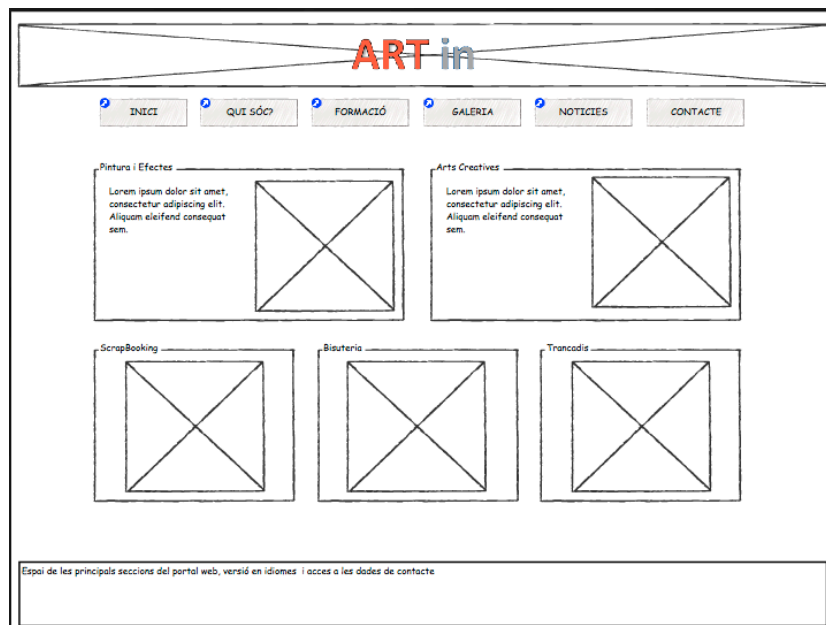 ART in
INICI QUI SÓC? FORMACIÓ GALERIA NOTICIES CONTACTE
Pintura i Efectes
Lorem ipsum dolor sit amet,
consectetur adipiscing elit.
Aliquam eleifend consequat
sem.
Arts Creatives
Lorem ipsum dolor sit amet,
consectetur adipiscing elit.
Aliquam eleifend consequat
sem.
ScrapBooking
Bisuteria
Trancadis
Espai de les principals seccions del portal web, versió en idiomes i acces a les dades de contacte